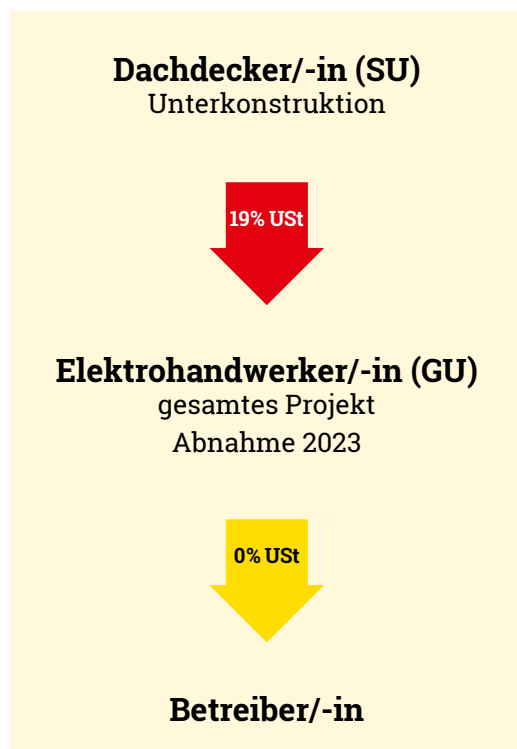 Dachdecker/-in (SU)
Unterkonstruktion
19% USt
Elektrohandwerker/-in (GU)
gesamtes Projekt
Abnahme 2023
0% USt
Betreiber/-in